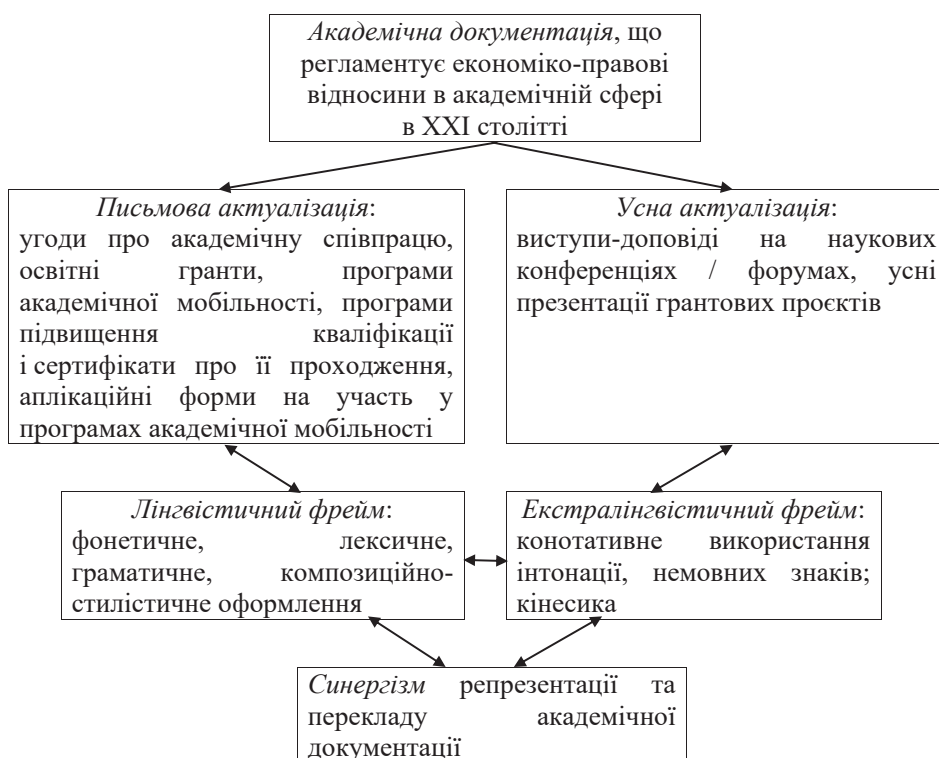 Академічна документація, що
регламентує економіко-правові
відносини в академічній сфері
в XXI столітті
Письмова актуалізація:
угоди про академічну співпрацю,
освітні гранти, програми
академічної мобільності, програми
підвищення кваліфікації
і сертифікати про її проходження,
аплікаційні форми на участь у
програмах академічної мобільності
Усна актуалізація:
виступи-доповіді на наукових
конференціях / форумах, усні
презентації грантових проєктів
Лінгвістичний фрейм:
фонетичне, лексичне,
граматичне, композиційно-
стилістичне оформлення
Екстралінгвістичний фрейм:
конотативне використання
інтонації, немовних знаків;
кінесика
Синергізм репрезентації та
перекладу академічної
документації